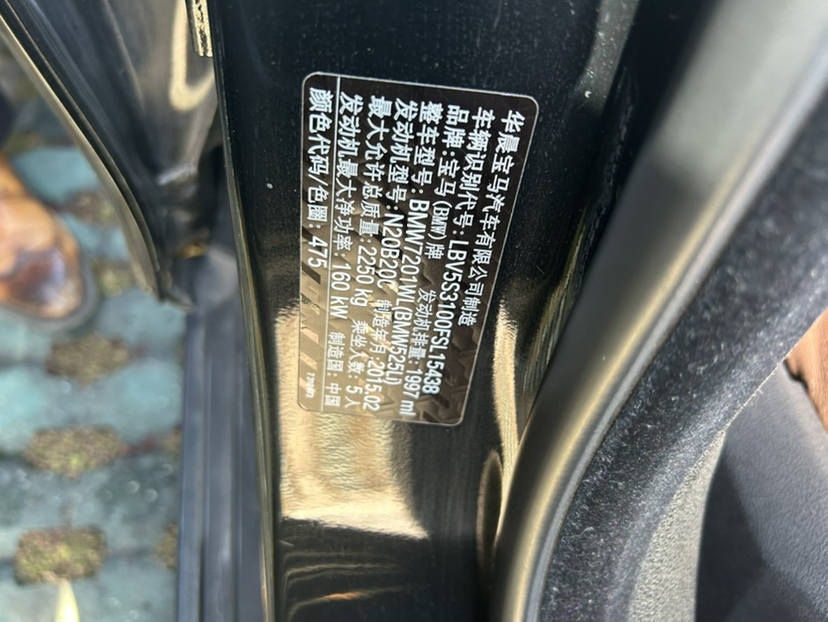 华晨宝马汽车有限公司制造
车辆识别代号: LBV5S3100FSL15438
品牌: 宝马(BMW)牌 发动机排量: 1997 ml
整车型号: BMW7201WL(BMW525Li)
发动机型号: N20B20C 制造年月: 2015.02
最大允许总质量: 2250 kg 乘坐人数: 5 人
发动机最大净功率: 160 kW 制造国: 中国
颜色代码/色圈: 475